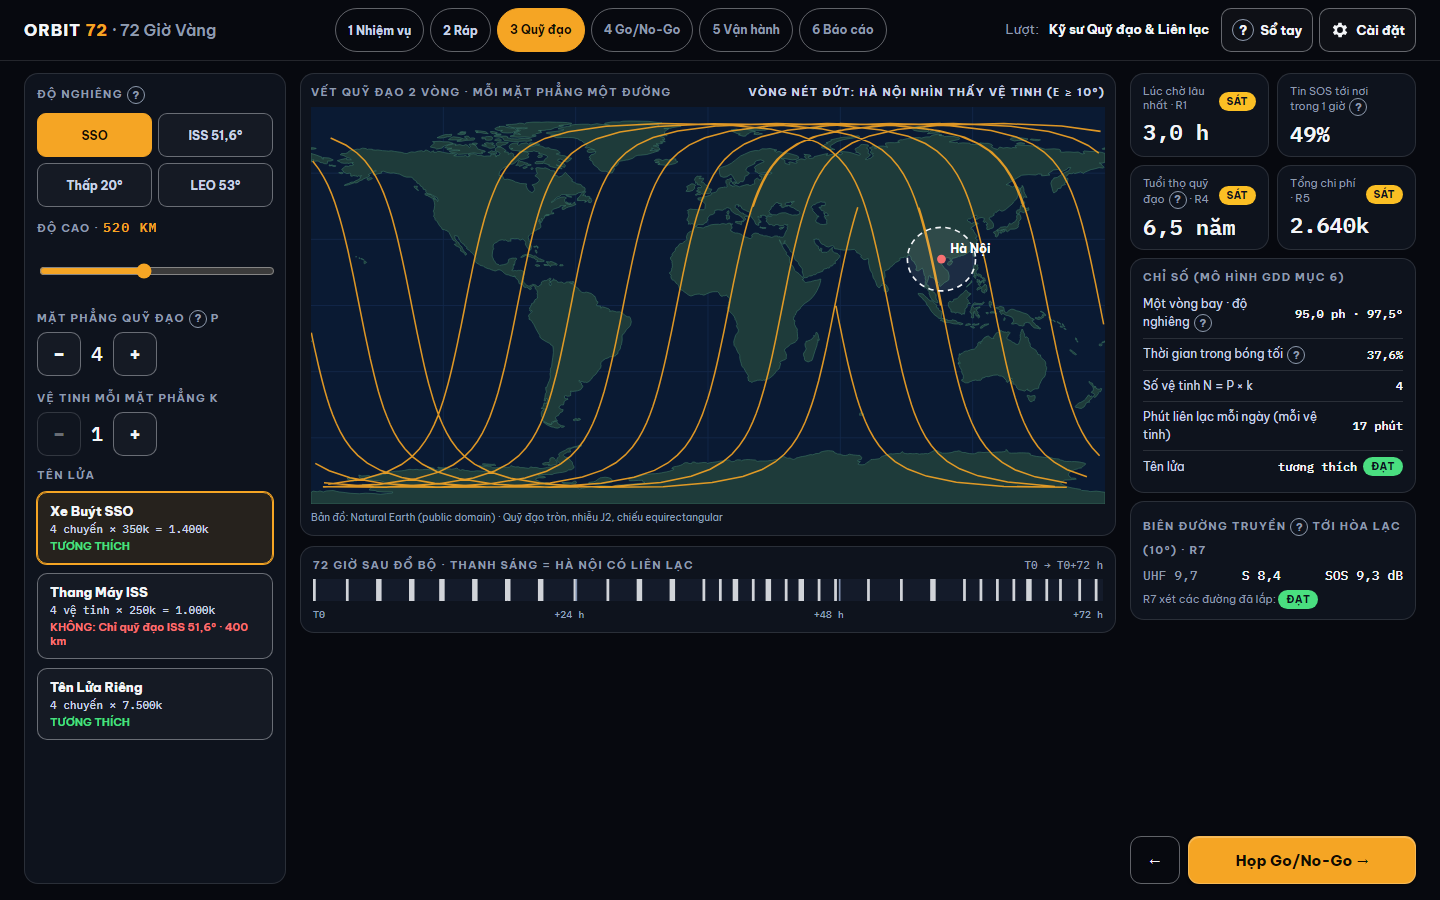 ORBIT 72 · 72 Giờ Vàng
1 Nhiệm vụ
2 Ráp
3 Quỹ đạo
4 Go/No-Go
5 Vận hành
6 Báo cáo
Lượt: Kỹ sư Quỹ đạo & Liên lạc
? Sổ tay
Cài đặt
ĐỘ NGHIÊNG ?
SSO
ISS 51,6°
Thấp 20°
LEO 53°
ĐỘ CAO · 520 KM
MẶT PHẲNG QUỸ ĐẠO ? P
− 4 +
VỆ TINH MỖI MẶT PHẲNG K
− 1 +
TÊN LỬA
Xe Buýt SSO
4 chuyến × 350k = 1.400k
TƯƠNG THÍCH
Thang Máy ISS
4 vệ tinh × 250k = 1.000k
KHÔNG: Chỉ quỹ đạo ISS 51,6° · 400
km
Tên Lửa Riêng
4 chuyến × 7.500k
TƯƠNG THÍCH
VẾT QUỸ ĐẠO 2 VÒNG · MỖI MẶT PHẲNG MỘT ĐƯỜNG
VÒNG NÉT ĐỨT: HÀ NỘI NHÌN THẤY VỆ TINH (E ≥ 10°)
Hà Nội
Bản đồ: Natural Earth (public domain) · Quỹ đạo tròn, nhiễu J2, chiếu equirectangular
72 GIỜ SAU ĐỔ BỘ · THANH SÁNG = HÀ NỘI CÓ LIÊN LẠC
T0 → T0+72 h
T0
+24 h
+48 h
+72 h
Lúc chờ lâu
nhất · R1
SÁT
3,0 h
Tin SOS tới nơi
trong 1 giờ ?
49%
Tuổi thọ quỹ
đạo ? · R4
SÁT
6,5 năm
Tổng chi phí
· R5
SÁT
2.640k
CHỈ SỐ (MÔ HÌNH GDD MỤC 6)
Một vòng bay · độ
nghiêng ?
95,0 ph · 97,5°
Thời gian trong bóng tối ?
37,6%
Số vệ tinh N = P × k
4
Phút liên lạc mỗi ngày (mỗi vệ
tinh)
17 phút
Tên lửa
tương thích ĐẠT
BIÊN ĐƯỜNG TRUYỀN ? TỚI HÒA LẠC
(10°) · R7
UHF 9,7
S 8,4
SOS 9,3 dB
R7 xét các đường đã lắp: ĐẠT
←
Họp Go/No-Go →